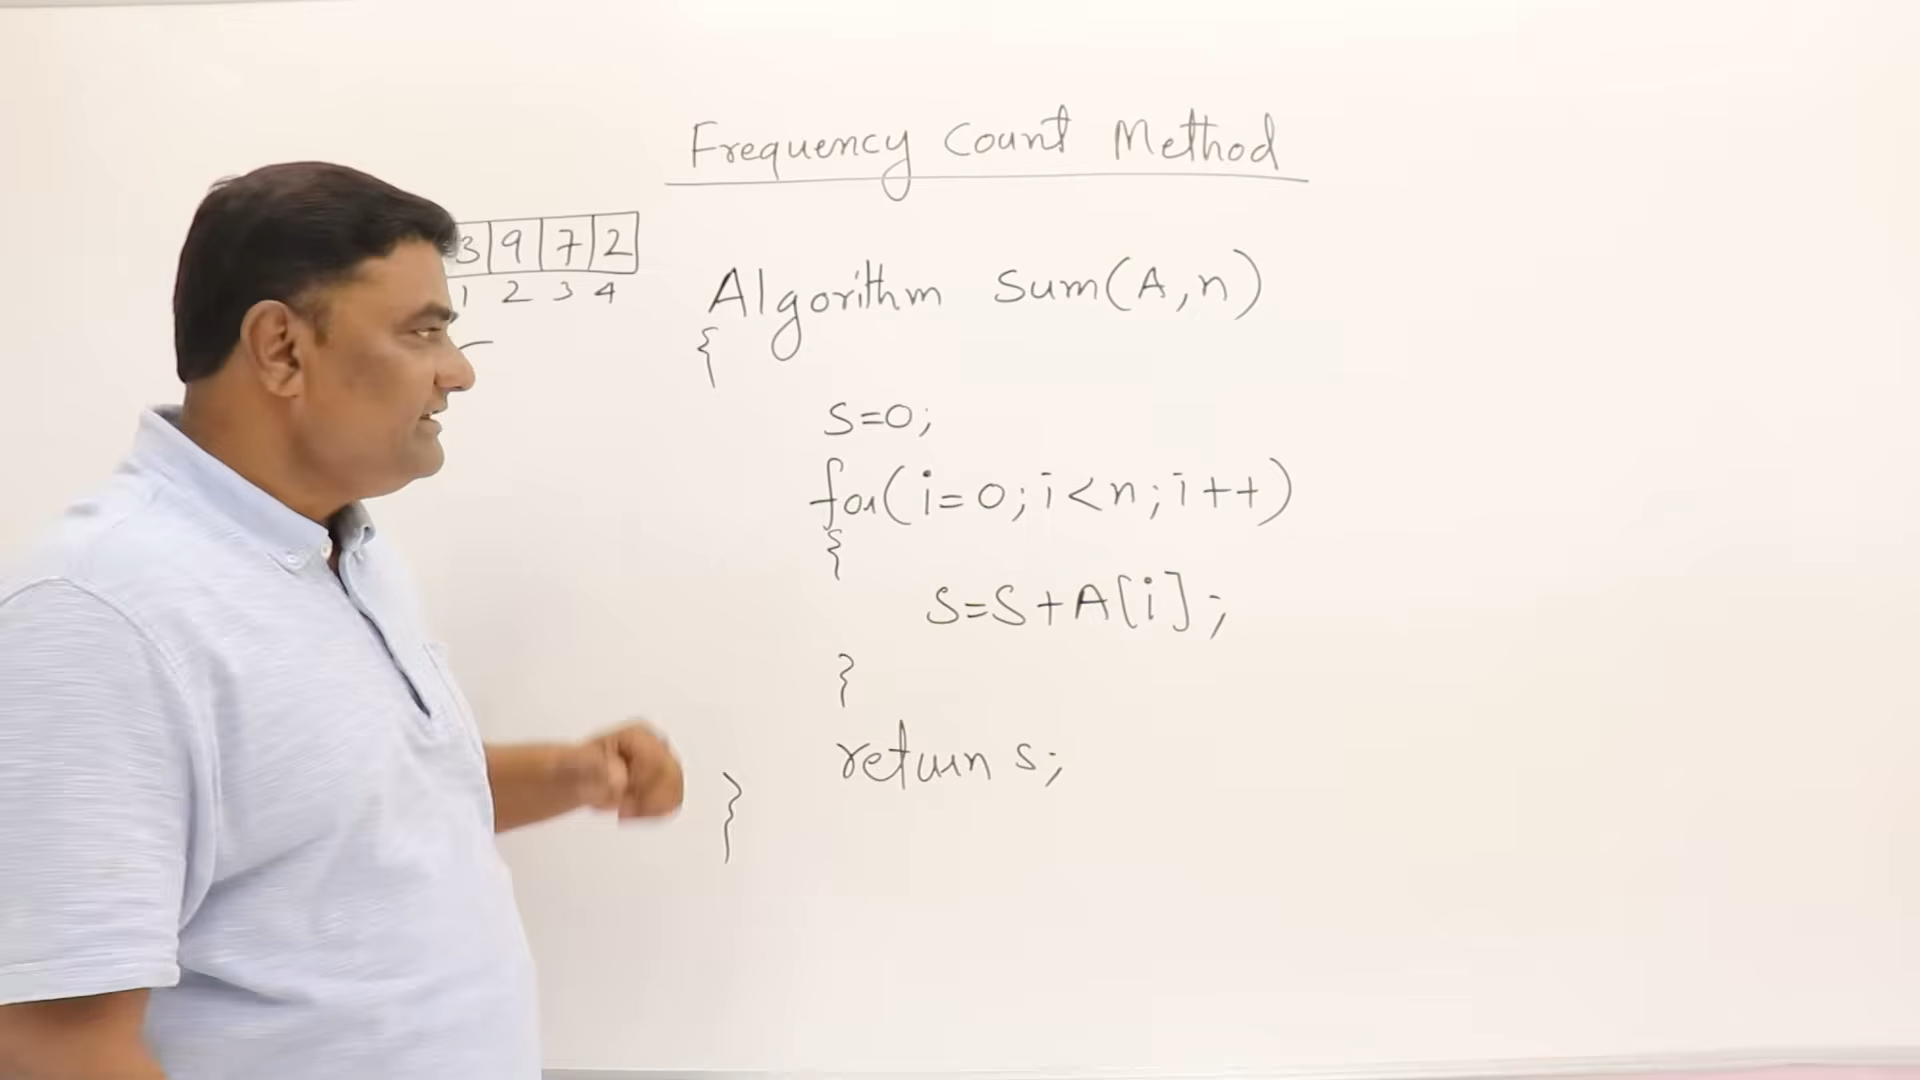 Frequency Count Method
3 9 7 2
1 2 3 4
Algorithm Sum(A,n)
{
S=0;
for(i=0;i<n;i++)
{
S=S+A[i];
}
return s;
}